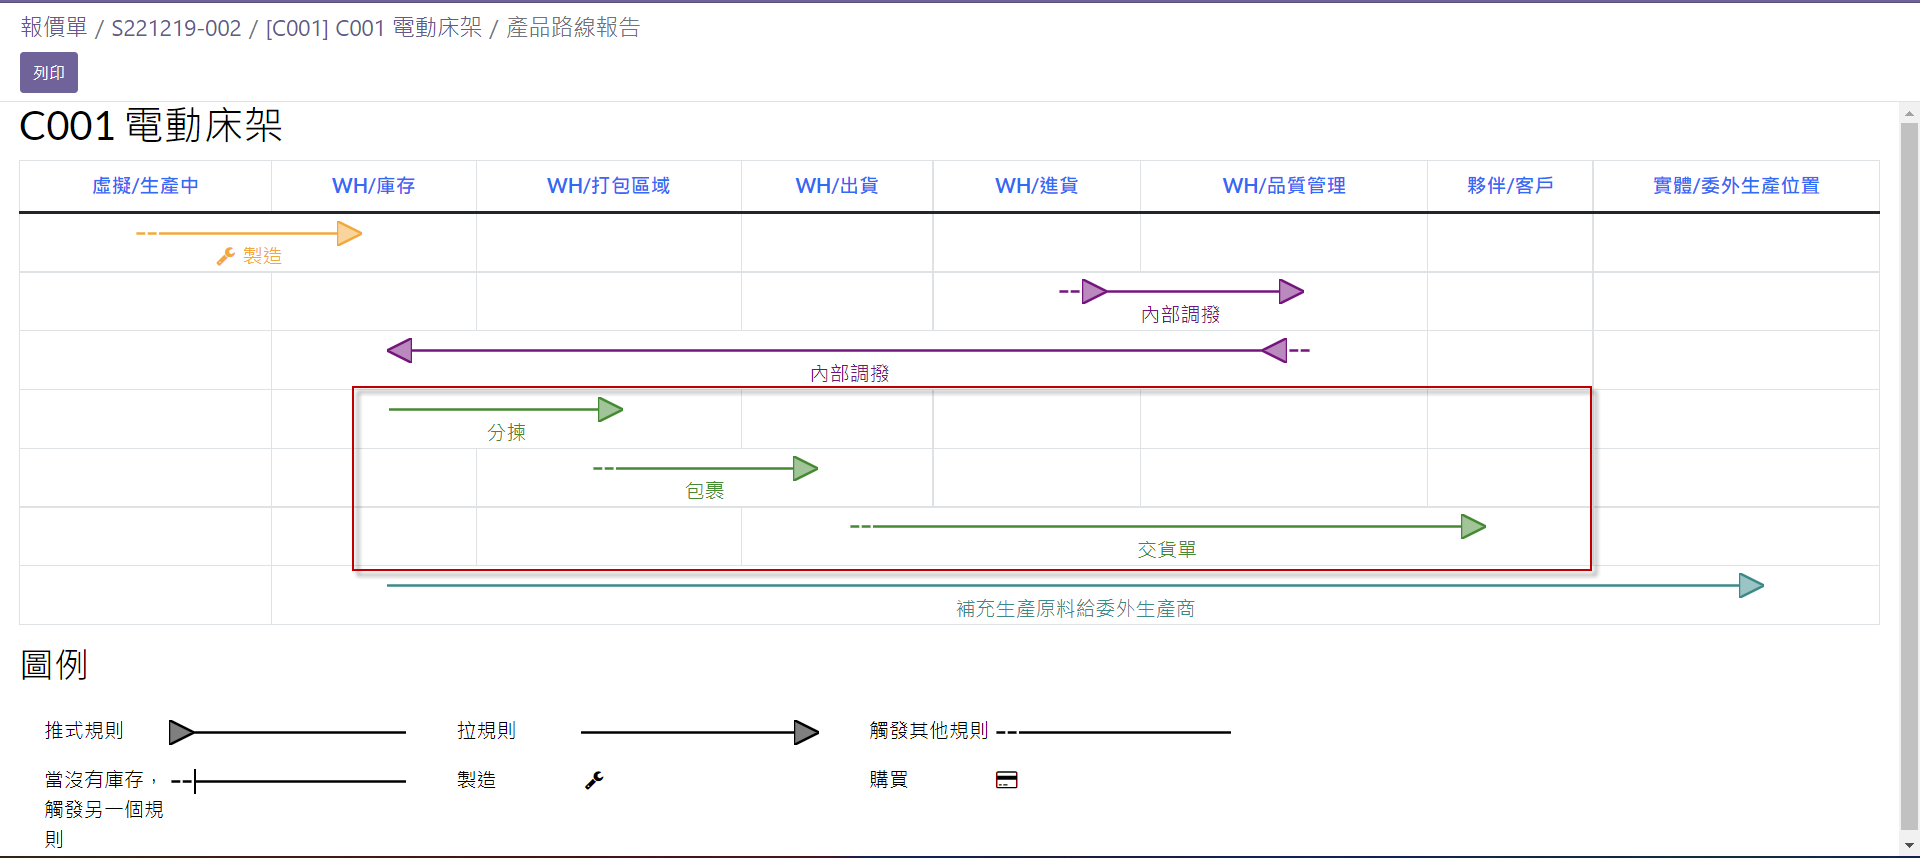 報價單 / S221219-002 / [C001] C001 電動床架 / 產品路線報告
列印
C001 電動床架
虛擬/生產中 WH/庫存 WH/打包區域 WH/出貨 WH/進貨 WH/品質管理 夥伴/客戶 實體/委外生產位置
製造
內部調撥
內部調撥
分揀
包裹
交貨單
補充生產原料給委外生產商
圖例
推式規則 拉規則 觸發其他規則
當沒有庫存， 製造 購買
觸發另一個規
則